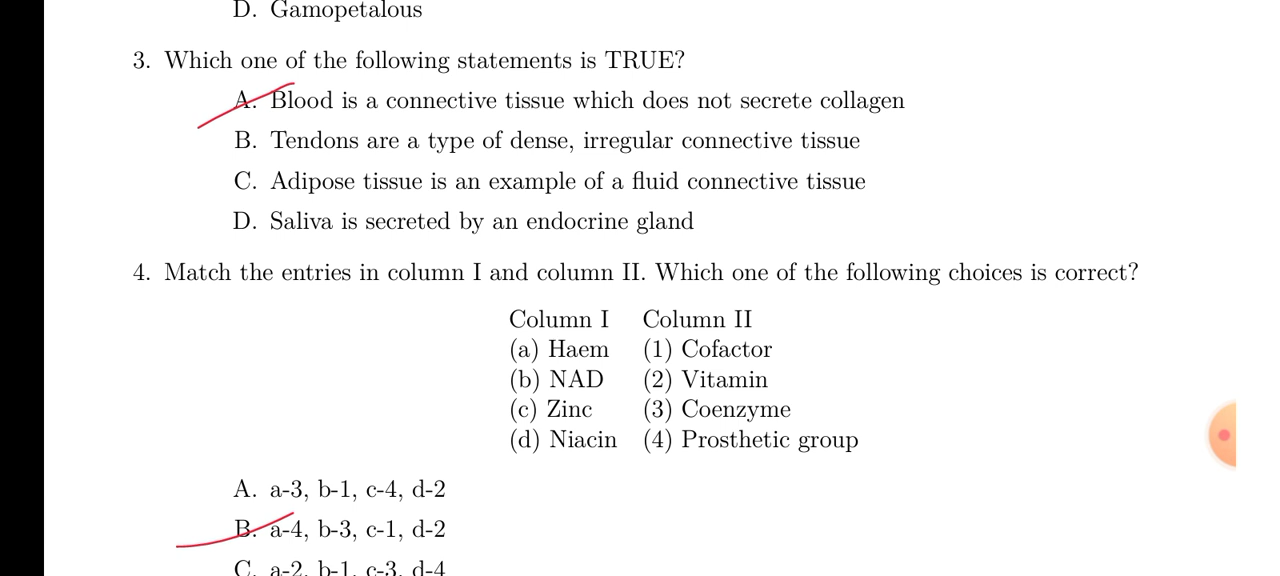 D. Gamopetalous
3. Which one of the following statements is TRUE?
A. Blood is a connective tissue which does not secrete collagen
B. Tendons are a type of dense, irregular connective tissue
C. Adipose tissue is an example of a fluid connective tissue
D. Saliva is secreted by an endocrine gland
4. Match the entries in column I and column II. Which one of the following choices is correct?
Column I Column II
(a) Haem (1) Cofactor
(b) NAD (2) Vitamin
(c) Zinc (3) Coenzyme
(d) Niacin (4) Prosthetic group
A. a-3, b-1, c-4, d-2
B. a-4, b-3, c-1, d-2
C. a-2, b-1, c-3, d-4